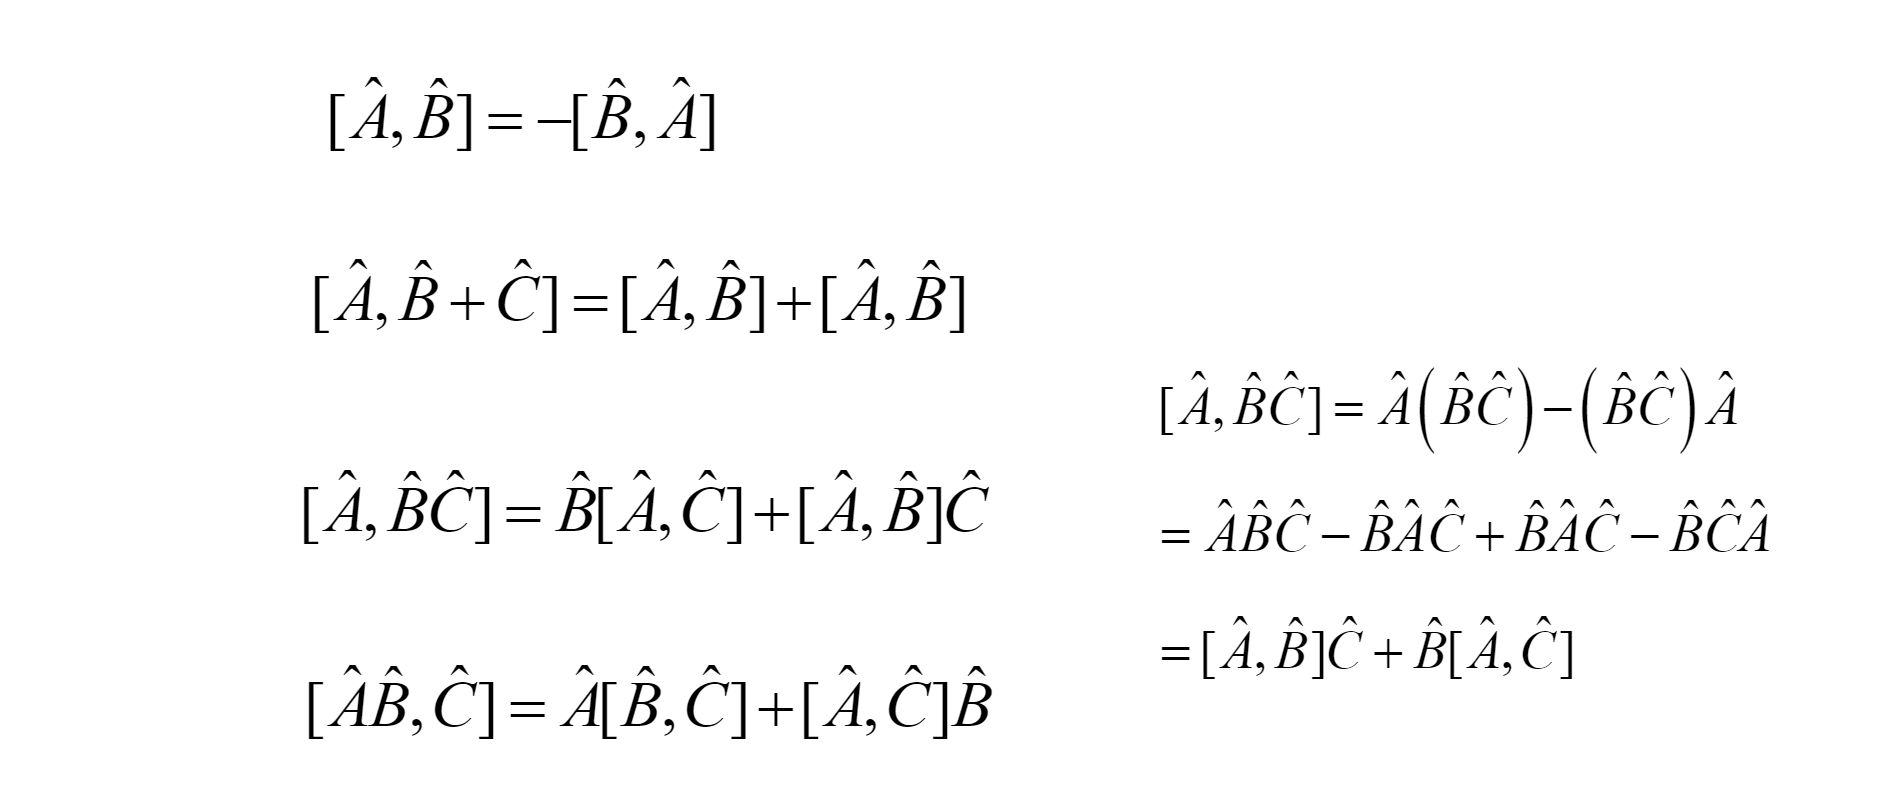 [Â, B̂] = −[B̂, Â]
[Â, B̂ + Ĉ] = [Â, B̂] + [Â, B̂]
[Â, B̂Ĉ] = B̂[Â, Ĉ] + [Â, B̂]Ĉ
[ÂB̂, Ĉ] = Â[B̂, Ĉ] + [Â, Ĉ]B̂
[Â, B̂Ĉ] = Â(B̂Ĉ) − (B̂Ĉ)Â
= ÂB̂Ĉ − B̂ÂĈ + B̂ÂĈ − B̂ĈÂ
= [Â, B̂]Ĉ + B̂[Â, Ĉ]